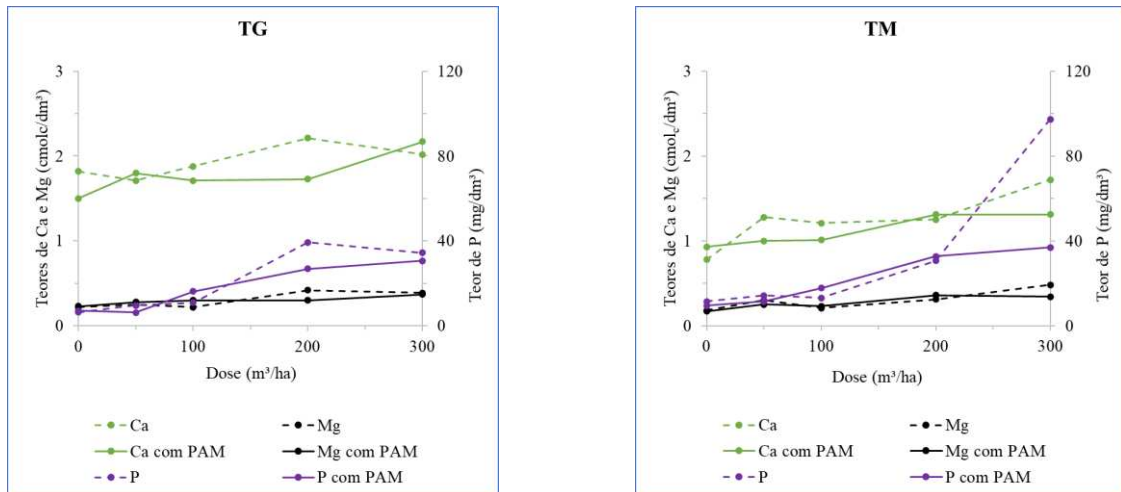 TG
Teores de Ca e Mg (cmolc/dm³)
3
2
1
0
120
80
40
0
Teor de P (mg/dm³)
0 100 200 300
Dose (m³/ha)
Ca Mg
Ca com PAM Mg com PAM
P P com PAM
TM
Teores de Ca e Mg (cmolc/dm³)
3
2
1
0
120
80
40
0
Teor de P (mg/dm³)
0 100 200 300
Dose (m³/ha)
Ca Mg
Ca com PAM Mg com PAM
P P com PAM